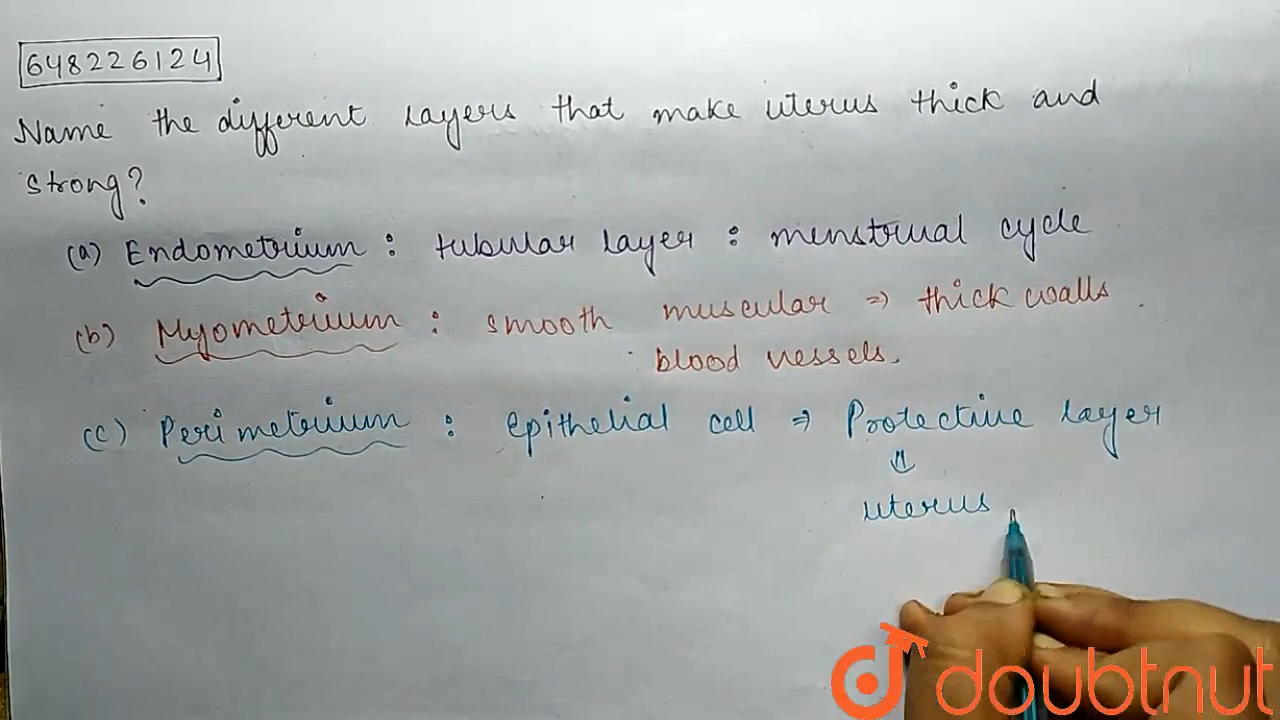 648226124
Name the different layers that make uterus thick and
strong?
(a) Endometrium : tubular layer : menstrual cycle
(b) Myometrium : smooth muscular ⇒ thick walls.
blood vessels.
(c) Perimetrium : Epithelial cell ⇒ Protective layer
⇓
uterus
doubtnut